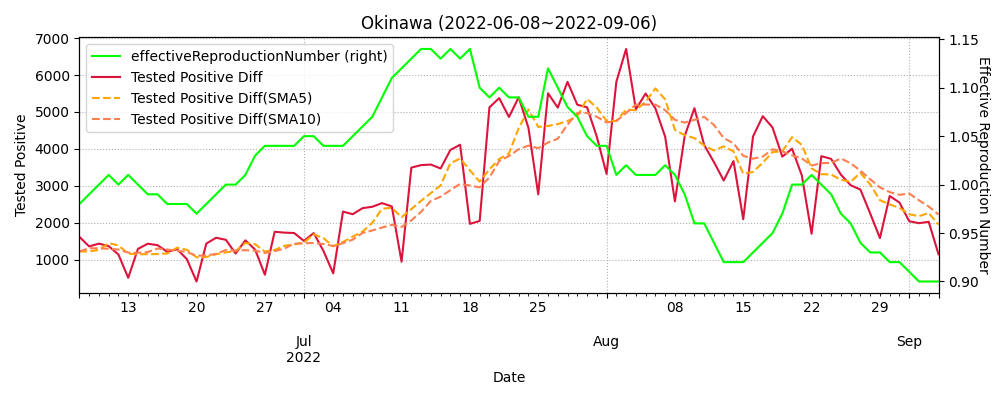 Okinawa (2022-06-08~2022-09-06)
effectiveReproductionNumber (right)
Tested Positive Diff
Tested Positive Diff(SMA5)
Tested Positive Diff(SMA10)
Tested Positive
7000
6000
5000
4000
3000
2000
1000
Effective Reproduction Number
1.15
1.10
1.05
1.00
0.95
0.90
13 20 27 04 11 18 25 08 15 22 29
Jul Aug Sep
2022
Date